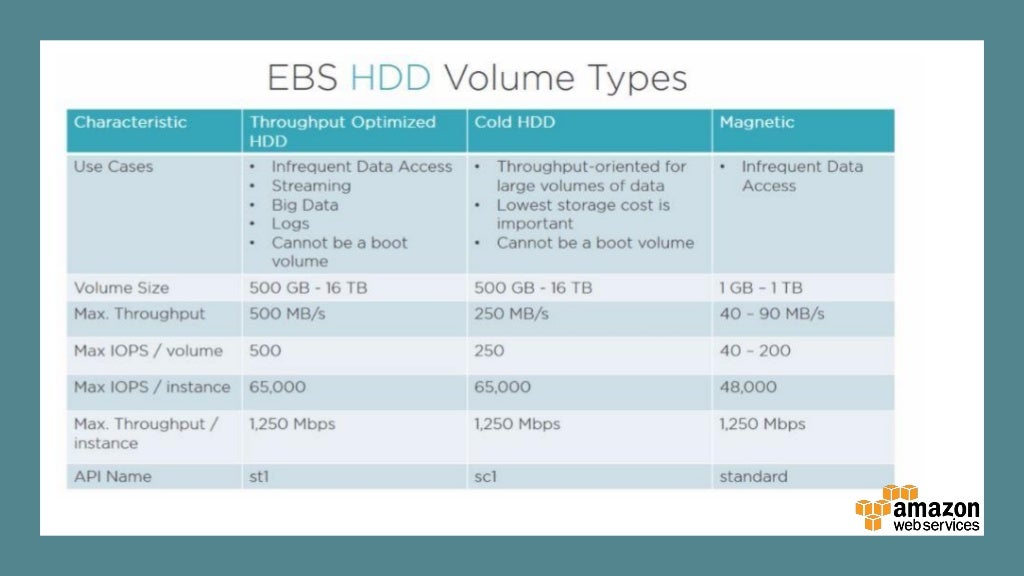 EBS HDD Volume Types
Characteristic
Throughput Optimized
HDD
Cold HDD
Magnetic
Use Cases
• Infrequent Data Access
• Streaming
• Big Data
• Logs
• Cannot be a boot
volume
• Throughput-oriented for
large volumes of data
• Lowest storage cost is
important
• Cannot be a boot volume
• Infrequent Data
Access
Volume Size
500 GB - 16 TB
500 GB - 16 TB
1 GB – 1 TB
Max. Throughput
500 MB/s
250 MB/s
40 – 90 MB/s
Max IOPS / volume
500
250
40 – 200
Max IOPS / instance
65,000
65,000
48,000
Max. Throughput /
instance
1,250 Mbps
1,250 Mbps
1,250 Mbps
API Name
st1
sc1
standard
amazon
web services